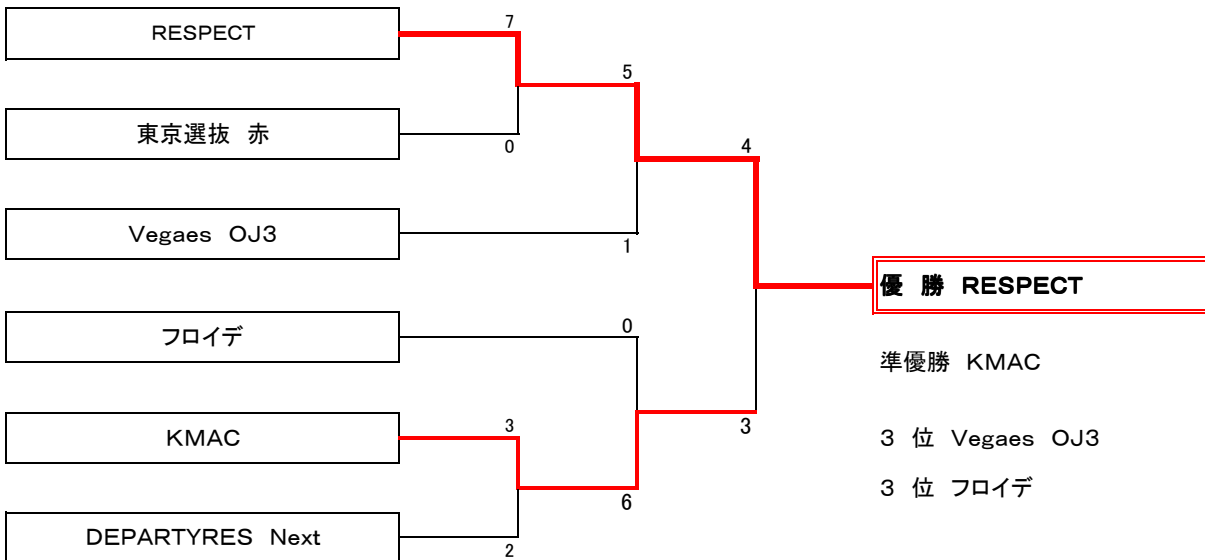 RESPECT
7
東京選抜 赤
0
5
Vegaes OJ3
1
4
優 勝 RESPECT
フロイデ
0
準優勝 KMAC
KMAC
3
3
3 位 Vegaes OJ3
6
3 位 フロイデ
DEPARTYRES Next
2